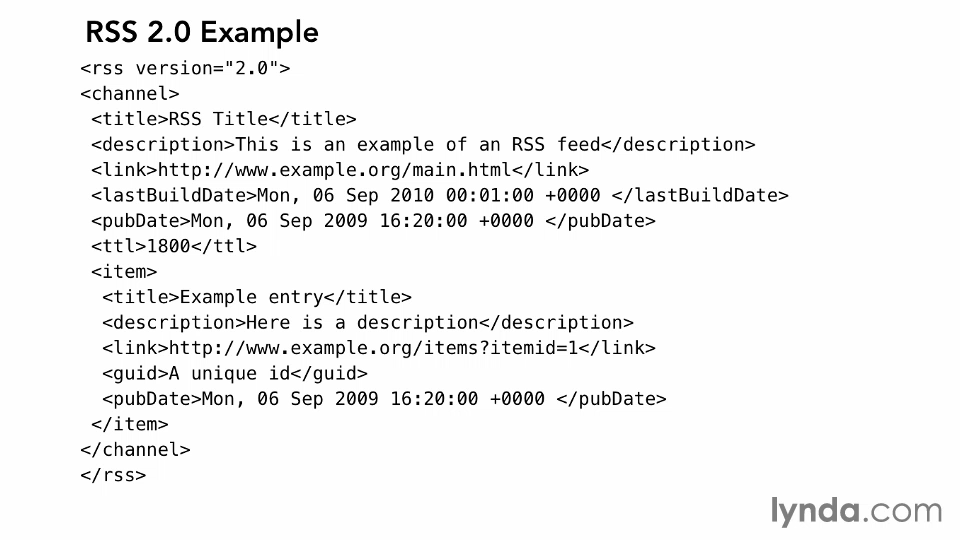 RSS 2.0 Example
<rss version="2.0">
<channel>
 <title>RSS Title</title>
 <description>This is an example of an RSS feed</description>
 <link>http://www.example.org/main.html</link>
 <lastBuildDate>Mon, 06 Sep 2010 00:01:00 +0000 </lastBuildDate>
 <pubDate>Mon, 06 Sep 2009 16:20:00 +0000 </pubDate>
 <ttl>1800</ttl>
 <item>
  <title>Example entry</title>
  <description>Here is a description</description>
  <link>http://www.example.org/items?itemid=1</link>
  <guid>A unique id</guid>
  <pubDate>Mon, 06 Sep 2009 16:20:00 +0000 </pubDate>
 </item>
</channel>
</rss>
lynda.com